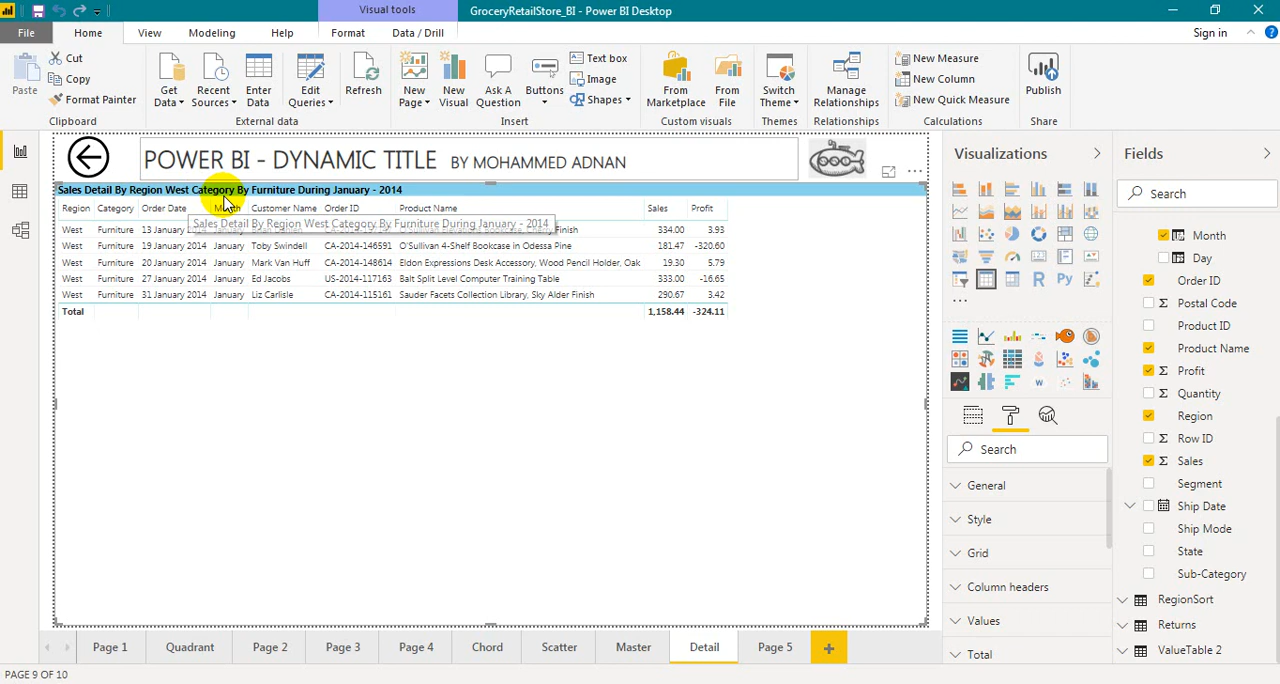 Visual tools
GroceryRetailStore_BI - Power BI Desktop
File Home View Modeling Help Format Data / Drill Sign in
Paste
Cut
Copy
Format Painter
Clipboard
Get Data
Recent Sources
Enter Data
Edit Queries
Refresh
External data
New Page
New Visual
Ask A Question
Buttons
Text box
Image
Shapes
Insert
From Marketplace
From File
Custom visuals
Switch Theme
Themes
Manage Relationships
Relationships
New Measure
New Column
New Quick Measure
Calculations
Publish
Share
POWER BI - DYNAMIC TITLE BY MOHAMMED ADNAN
Sales Detail By Region West Category By Furniture During January - 2014
Region Category Order Date Month Customer Name Order ID Product Name Sales Profit
Sales Detail By Region West Category By Furniture During January - 2014
West Furniture 13 January Finish 334.00 3.93
West Furniture 19 January 2014 January Toby Swindell CA-2014-146591 O'Sullivan 4-Shelf Bookcase in Odessa Pine 181.47 -320.60
West Furniture 20 January 2014 January Mark Van Huff CA-2014-148614 Eldon Expressions Desk Accessory, Wood Pencil Holder, Oak 19.30 5.79
West Furniture 27 January 2014 January Liz Carlisle US-2014-117163 Balt Split Level Computer Training Table 333.00 -16.65
West Furniture 31 January 2014 January Liz Carlisle CA-2014-115161 Sauder Facets Collection Library, Sky Alder Finish 290.67 3.42
Total 1,158.44 -324.11
Visualizations
R
Py
Search
General
Style
Grid
Column headers
Values
Total
Fields
Search
Month
Day
Order ID
Postal Code
Product ID
Product Name
Profit
Quantity
Region
Row ID
Sales
Segment
Ship Date
Ship Mode
State
Sub-Category
RegionSort
Returns
ValueTable 2
Page 1 Quadrant Page 2 Page 3 Page 4 Chord Scatter Master Detail Page 5
PAGE 9 OF 10